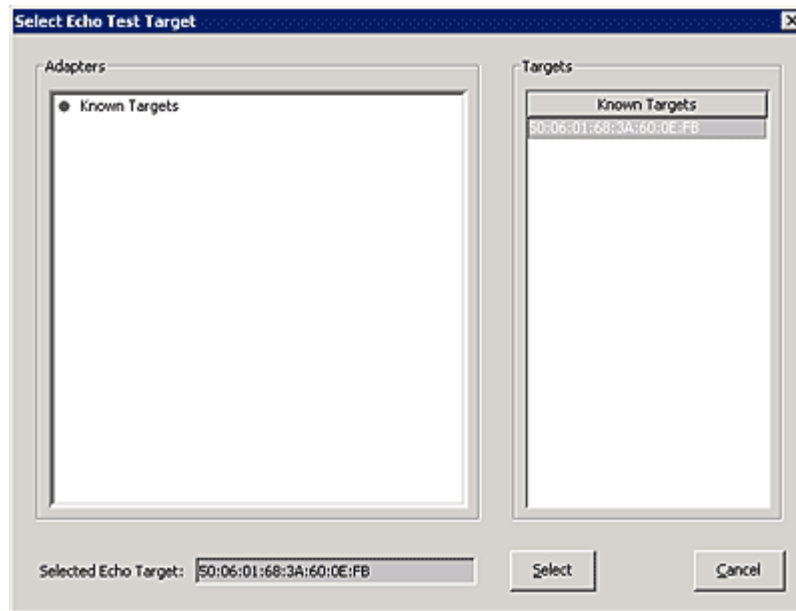 Select Echo Test Target
Adapters
Known Targets
Targets
Known Targets
50:06:01:68:3A:60:0E:FB
Selected Echo Target: 50:06:01:68:3A:60:0E:FB
Select
Cancel